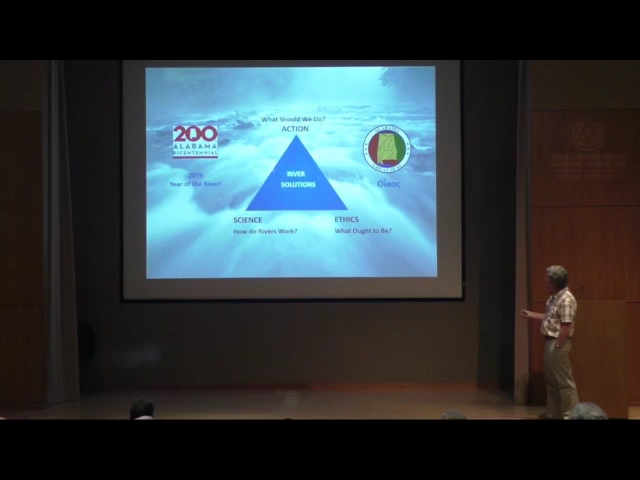 What Should We Do?
ACTION
200
ALABAMA
BICENTENNIAL
2019
Year of the River!
ALABAMA
Οἶκος
RIVER
SOLUTIONS
SCIENCE
How do Rivers Work?
ETHICS
What Ought to Be?